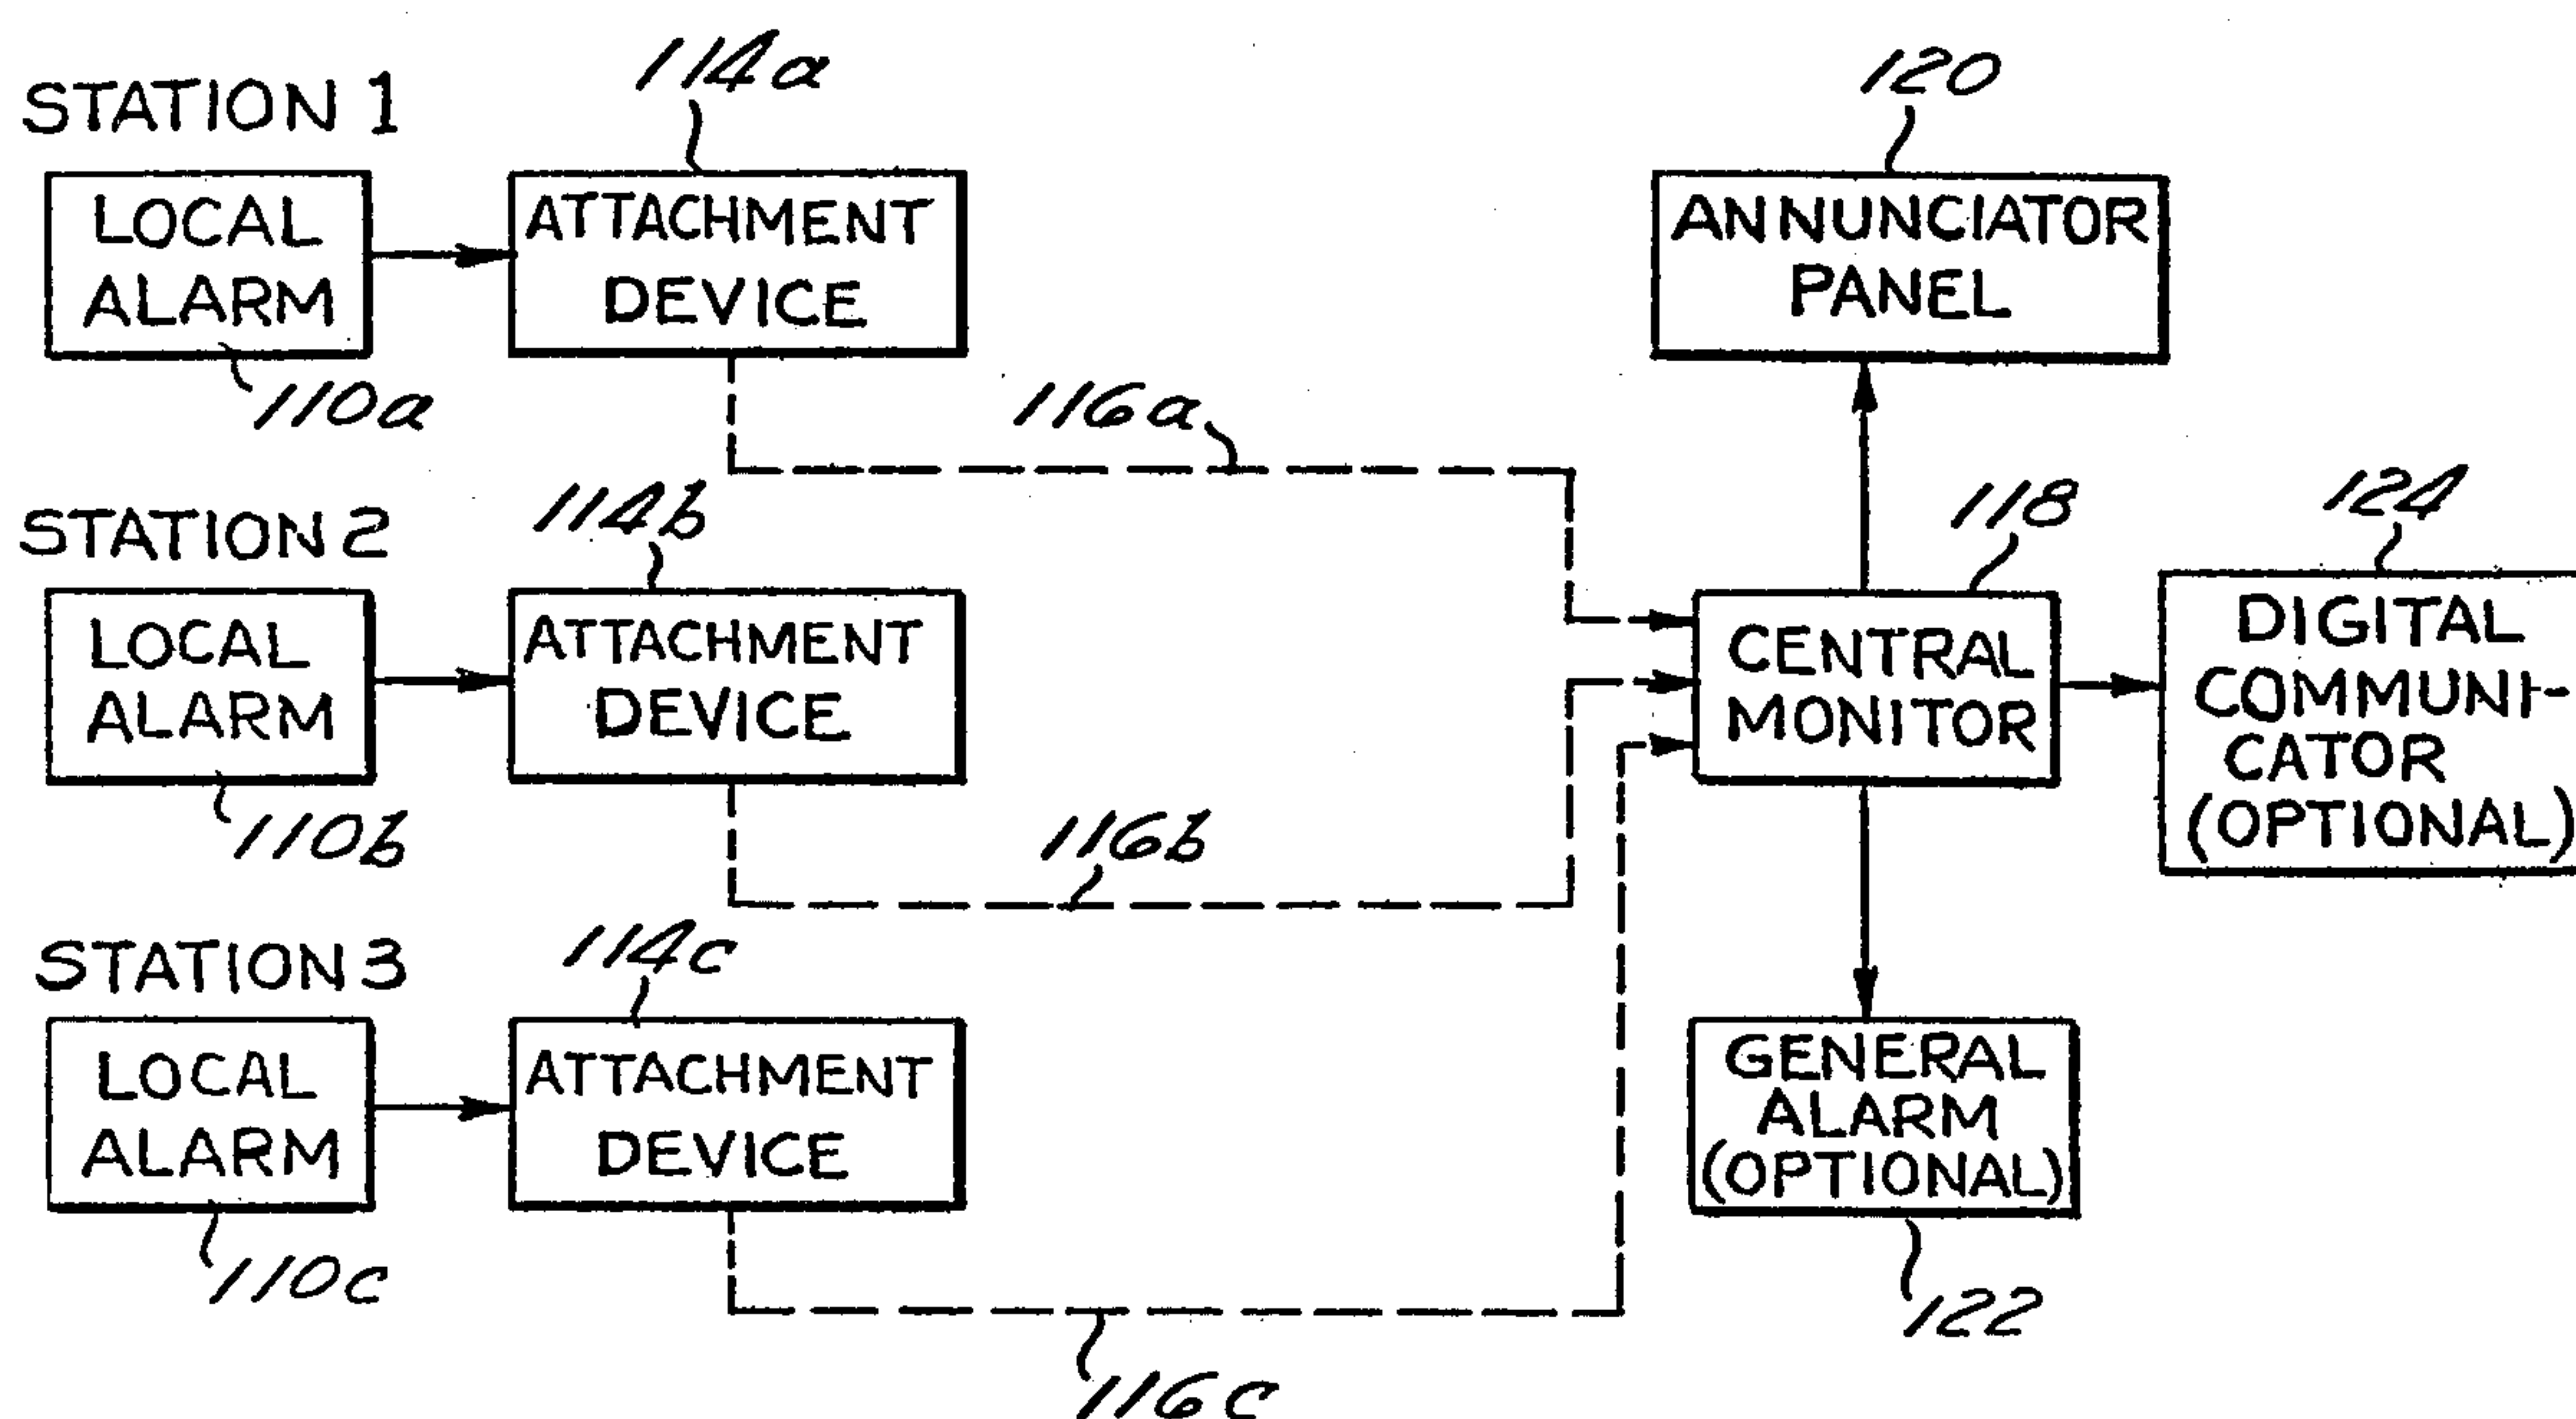 STATION 1
114a
120
LOCAL
ALARM
ATTACHMENT
DEVICE
ANNUNCIATOR
PANEL
110a
116a
STATION 2
114b
118
124
LOCAL
ALARM
ATTACHMENT
DEVICE
CENTRAL
MONITOR
DIGITAL
COMMUNI-
CATOR
(OPTIONAL)
110b
116b
STATION 3
114c
LOCAL
ALARM
ATTACHMENT
DEVICE
GENERAL
ALARM
(OPTIONAL)
110c
122
116c